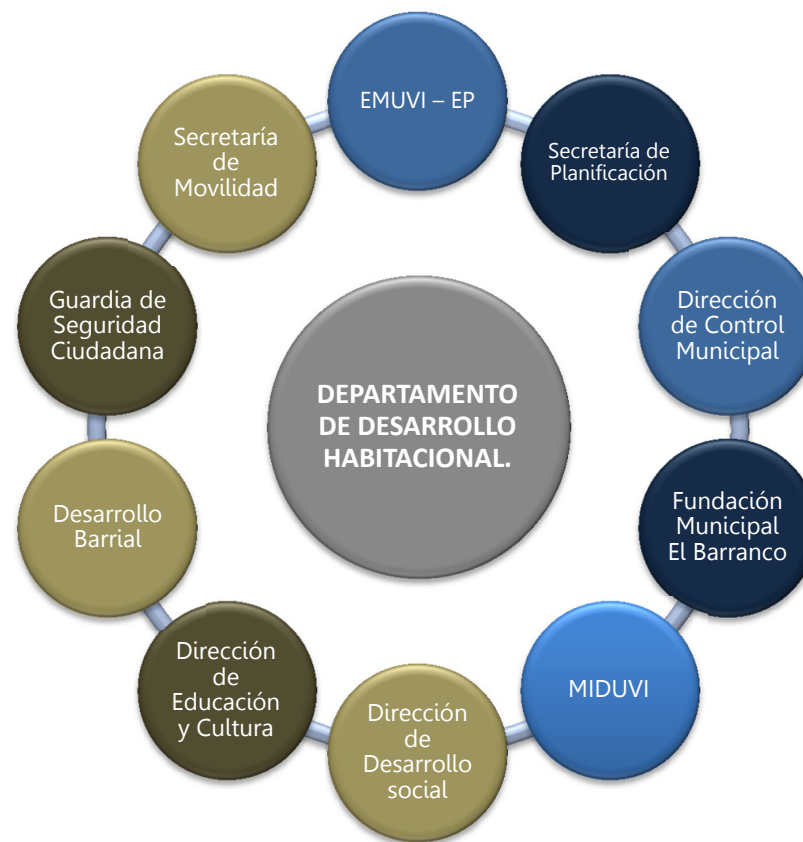 EMUVI – EP
Secretaría de
Planificación
Dirección
de Control
Municipal
Fundación
Municipal
El Barranco
MIDUVI
Dirección
de
Desarrollo
social
Dirección
de
Educación
y Cultura
Desarrollo
Barrial
Guardia de
Seguridad
Ciudadana
Secretaría
de
Movilidad
DEPARTAMENTO
DE DESARROLLO
HABITACIONAL.